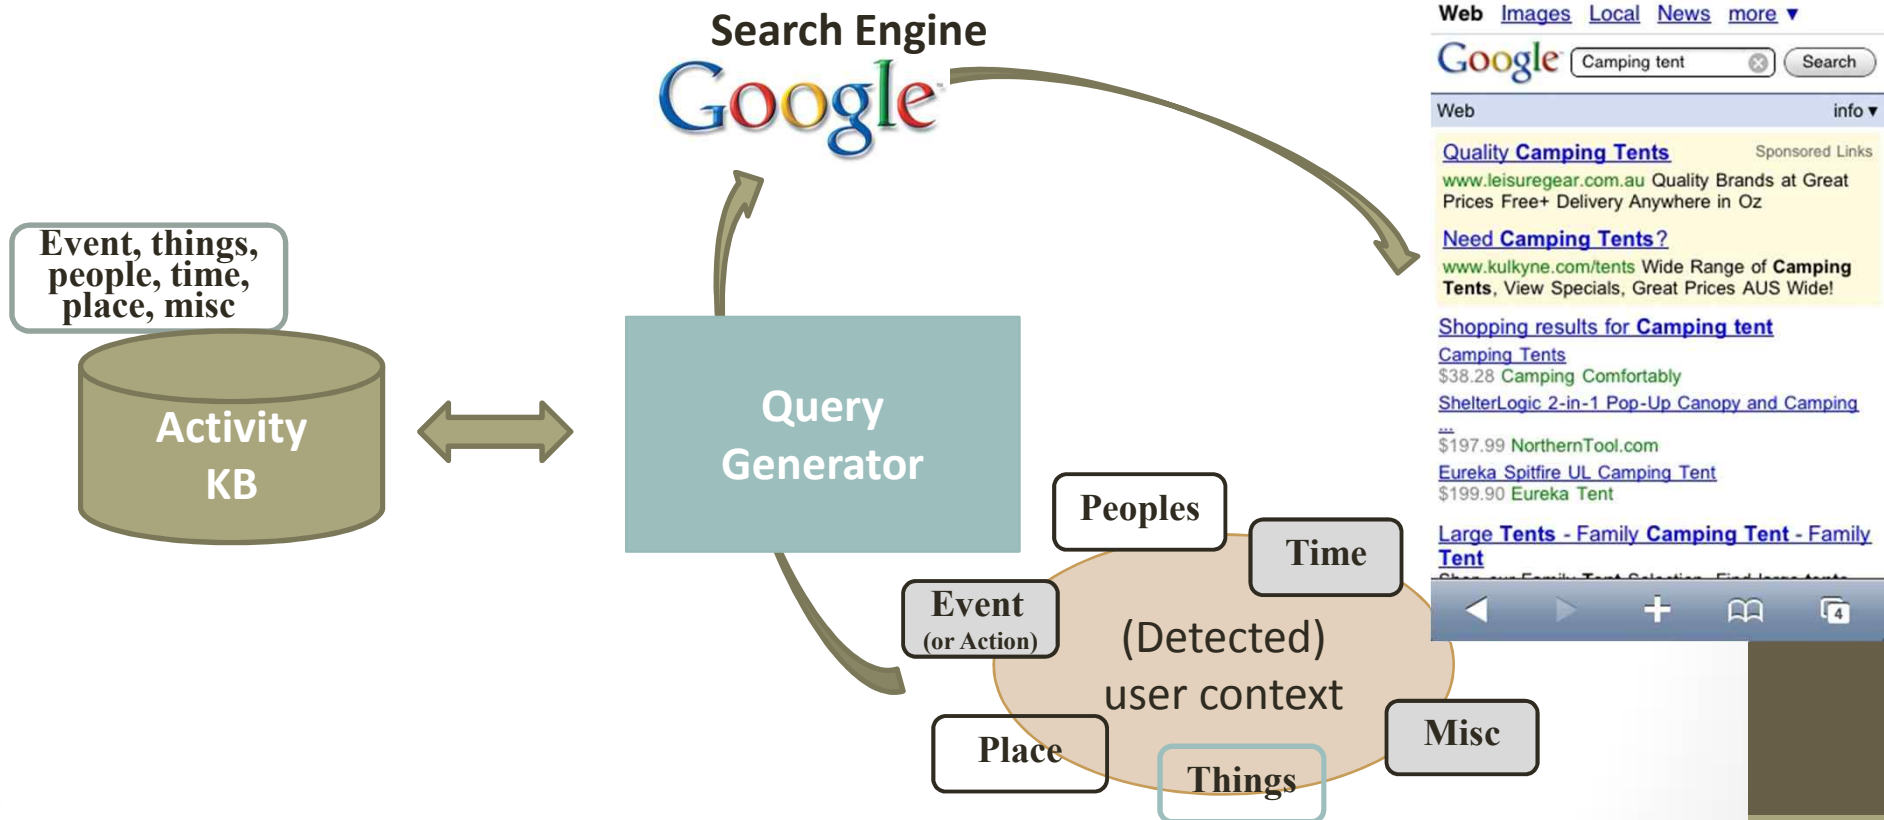 Search Engine
Google
Event, things,
people, time,
place, misc
Activity
KB
Query
Generator
Peoples
Time
Event
(or Action)
(Detected)
user context
Place
Things
Misc
Web Images Local News more ▼
Google Camping tent Search
Web info ▼
Quality Camping Tents Sponsored Links
www.leisuregear.com.au Quality Brands at Great
Prices Free+ Delivery Anywhere in Oz
Need Camping Tents?
www.kulkyne.com/tents Wide Range of Camping
Tents, View Specials, Great Prices AUS Wide!
Shopping results for Camping tent
Camping Tents
$38.28 Camping Comfortably
ShelterLogic 2-in-1 Pop-Up Canopy and Camping
...
$197.99 NorthernTool.com
Eureka Spitfire UL Camping Tent
$199.90 Eureka Tent
Large Tents - Family Camping Tent - Family
Tent
4